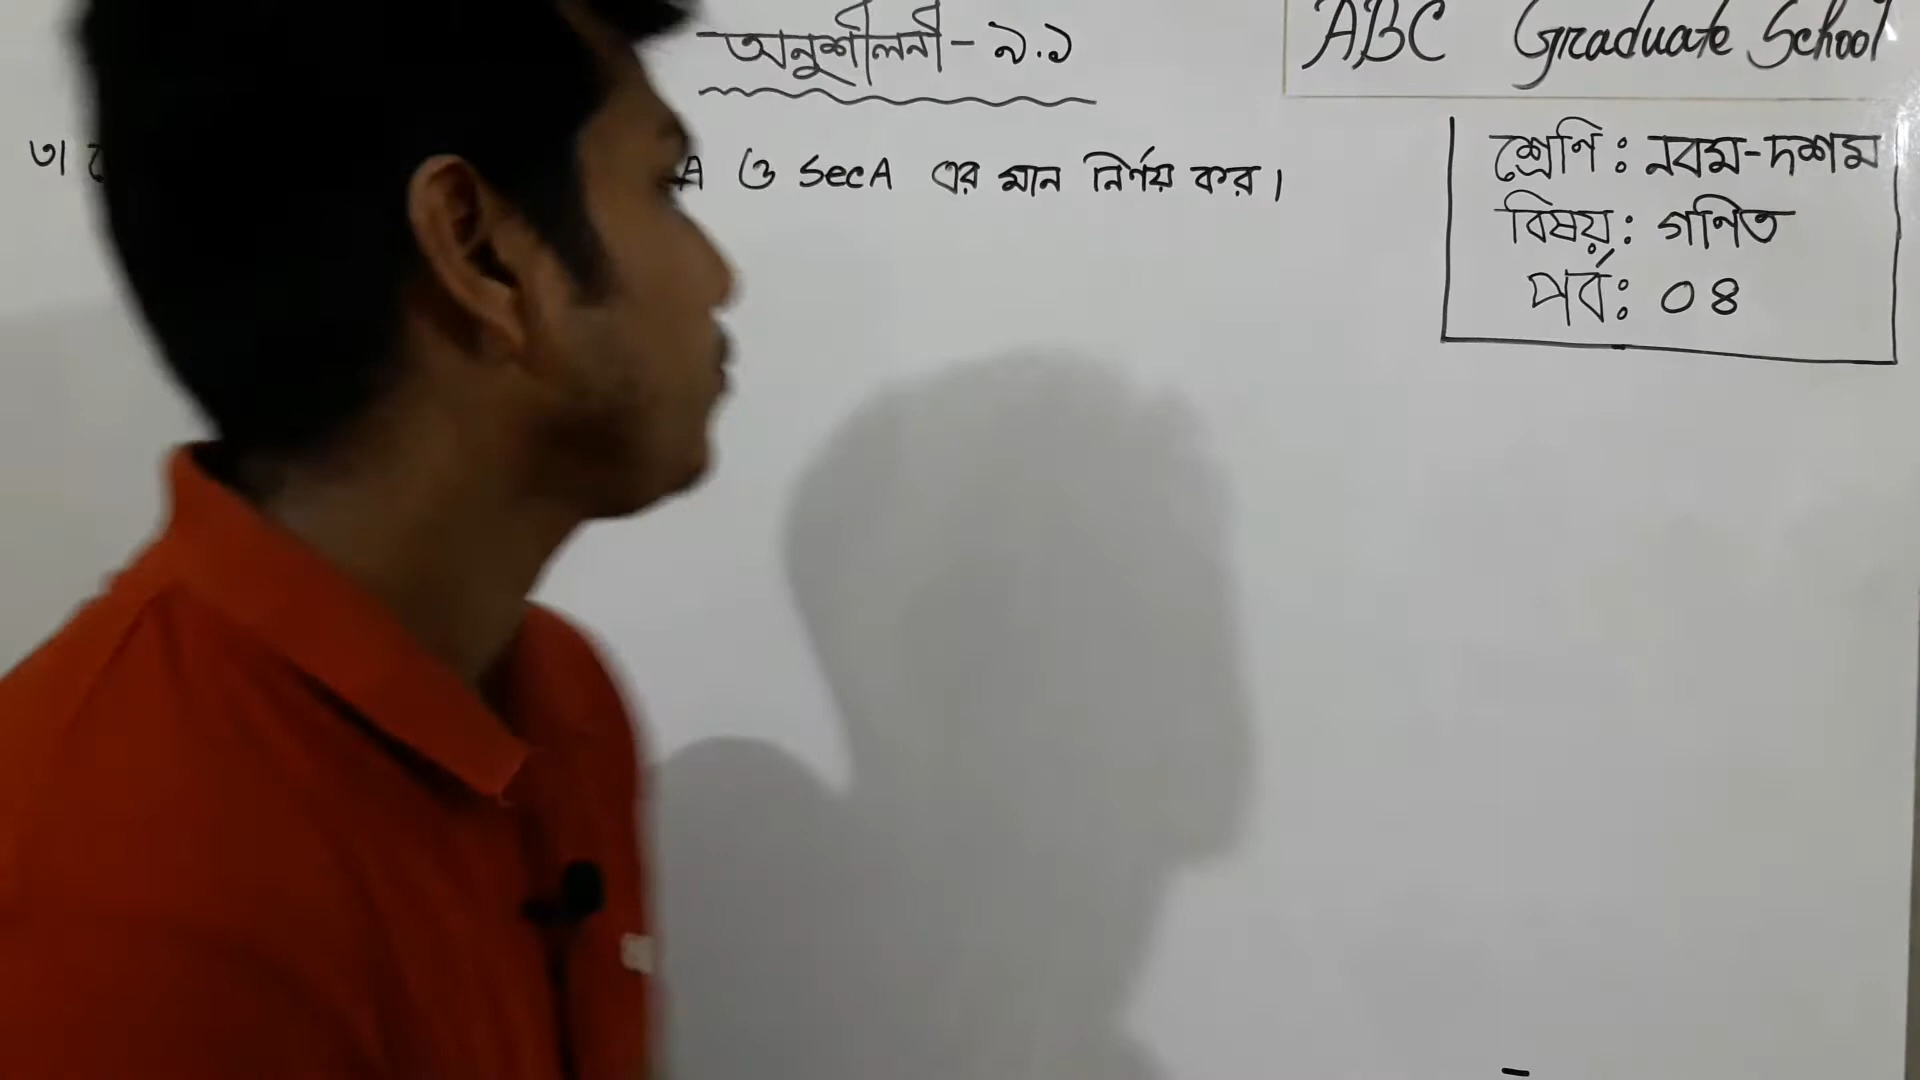 অনুশীলনী - ৯.১
ABC Graduate School
৩। A ও SecA এর মান নির্ণয় কর।
শ্রেণি: নবম-দশম
বিষয়: গণিত
পর্ব: ০৪